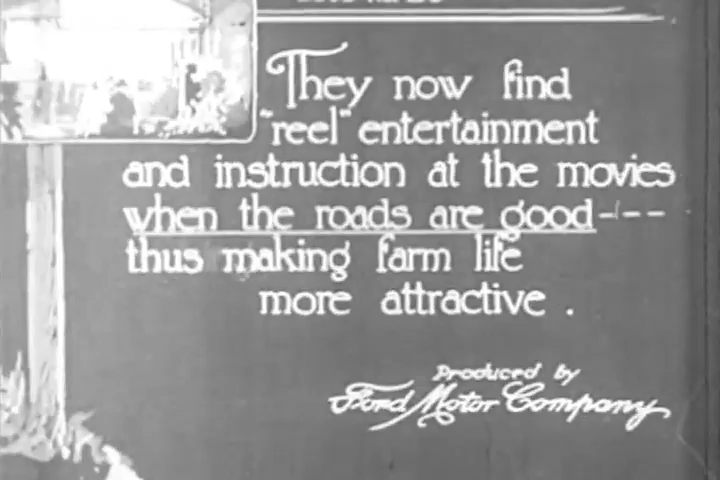 They now find
"reel" entertainment
and instruction at the movies
when the roads are good----
thus making farm life
more attractive.
Produced by
Ford Motor Company